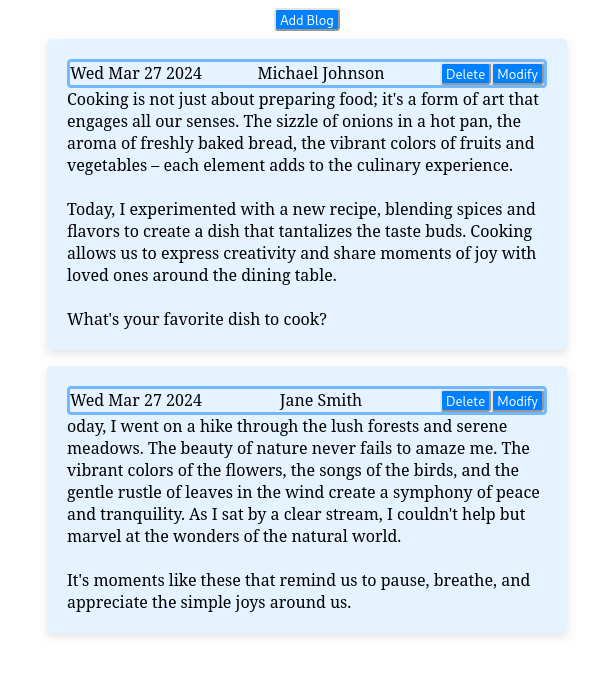 Add Blog
Wed Mar 27 2024 Michael Johnson Delete Modify
Cooking is not just about preparing food; it's a form of art that
engages all our senses. The sizzle of onions in a hot pan, the
aroma of freshly baked bread, the vibrant colors of fruits and
vegetables – each element adds to the culinary experience.
Today, I experimented with a new recipe, blending spices and
flavors to create a dish that tantalizes the taste buds. Cooking
allows us to express creativity and share moments of joy with
loved ones around the dining table.
What's your favorite dish to cook?
Wed Mar 27 2024 Jane Smith Delete Modify
oday, I went on a hike through the lush forests and serene
meadows. The beauty of nature never fails to amaze me. The
vibrant colors of the flowers, the songs of the birds, and the
gentle rustle of leaves in the wind create a symphony of peace
and tranquility. As I sat by a clear stream, I couldn't help but
marvel at the wonders of the natural world.
It's moments like these that remind us to pause, breathe, and
appreciate the simple joys around us.